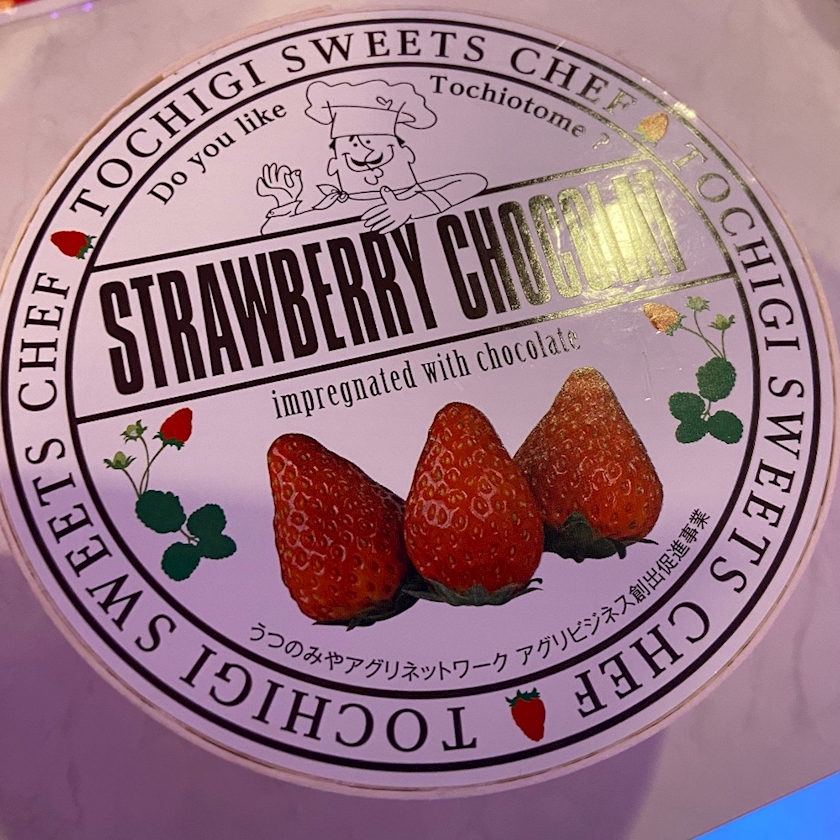 TOCHIGI SWEETS CHEF
TOCHIGI SWEETS CHEF
TOCHIGI SWEETS CHEF
Do you like Tochiotome ?
STRAWBERRY CHOCOLAT
impregnated with chocolate
うつのみやアグリネットワーク アグリビジネス創出促進事業